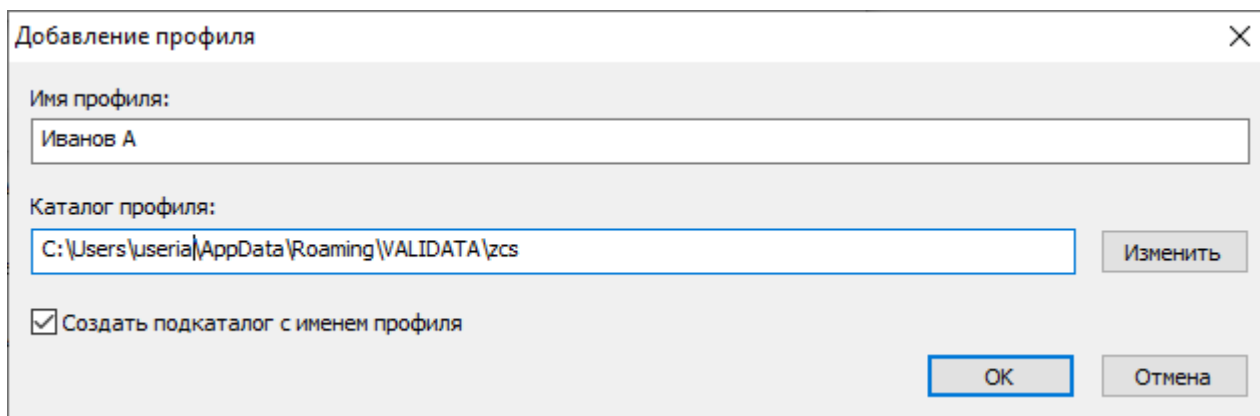 Добавление профиля
Имя профиля:
Иванов А
Каталог профиля:
C:\Users\useria\AppData\Roaming\VALIDATA\zcs
Изменить
Создать подкаталог с именем профиля
ОК
Отмена